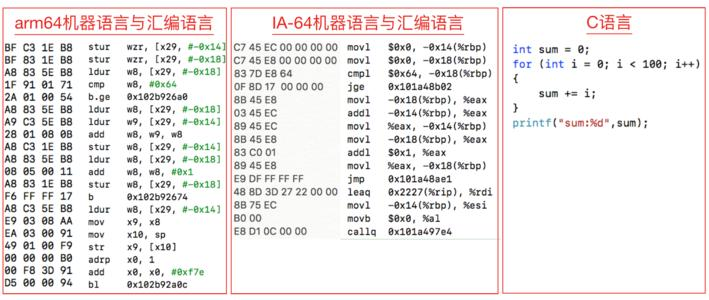 arm64机器语言与汇编语言
BF C3 1E B8 stur wzr, [x29, #-0x14]
BF 83 1E B8 stur wzr, [x29, #-0x18]
A8 83 5E B8 ldur w8, [x29, #-0x18]
1F 91 01 71 cmp w8, #0x64
2A 01 00 54 b.ge 0x102b926a0
A8 83 5E B8 ldur w8, [x29, #-0x18]
A9 C3 5E B8 ldur w9, [x29, #-0x14]
28 01 08 0B add w8, w9, w8
A8 C3 1E B8 stur w8, [x29, #-0x14]
A8 83 5E B8 ldur w8, [x29, #-0x18]
08 05 00 11 add w8, w8, #0x1
A8 83 1E B8 stur w8, [x29, #-0x18]
F6 FF FF 17 b 0x102b92674
A8 C3 5E B8 ldur w8, [x29, #-0x14]
E9 03 08 AA mov x9, x8
EA 03 00 91 mov x10, sp
49 01 00 F9 str x9, [x10]
00 00 00 B0 adrp x0, 1
00 F8 3D 91 add x0, x0, #0xf7e
D5 00 00 94 bl 0x102b92a0c
IA-64机器语言与汇编语言
C7 45 EC 00 00 00 00 movl $0x0, -0x14(%rbp)
C7 45 E8 00 00 00 00 movl $0x0, -0x18(%rbp)
83 7D E8 64 cmpl $0x64, -0x18(%rbp)
0F 8D 17 00 00 00 jge 0x101a48b02
8B 45 E8 movl -0x18(%rbp), %eax
03 45 EC addl -0x14(%rbp), %eax
89 45 EC movl %eax, -0x14(%rbp)
8B 45 E8 movl -0x18(%rbp), %eax
83 C0 01 addl $0x1, %eax
89 45 E8 movl %eax, -0x18(%rbp)
E9 DF FF FF FF jmp 0x101a48ae1
48 8D 3D 27 22 00 00 leaq 0x2227(%rip), %rdi
8B 75 EC movl -0x14(%rbp), %esi
B0 00 movb $0x0, %al
E8 D1 0C 00 00 callq 0x101a497e4
C语言
int sum = 0;
for (int i = 0; i < 100; i++)
{
sum += i;
}
printf("sum:%d",sum);